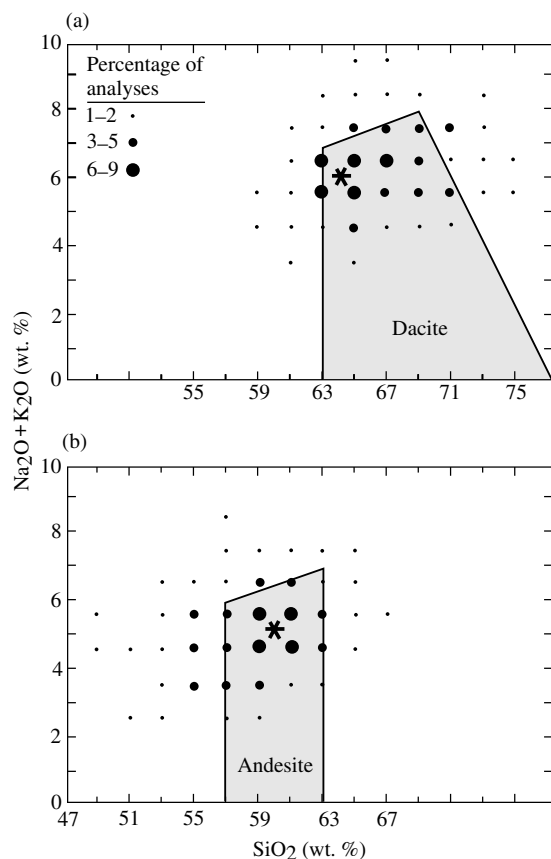 (a)
10
8
6
4
2
0
Percentage of
analyses
1–2
3–5
6–9
Dacite
55 59 63 67 71 75
Na2O+K2O (wt. %)
(b)
10
8
6
4
2
0
Andesite
47 51 55 59 63 67
SiO2 (wt. %)